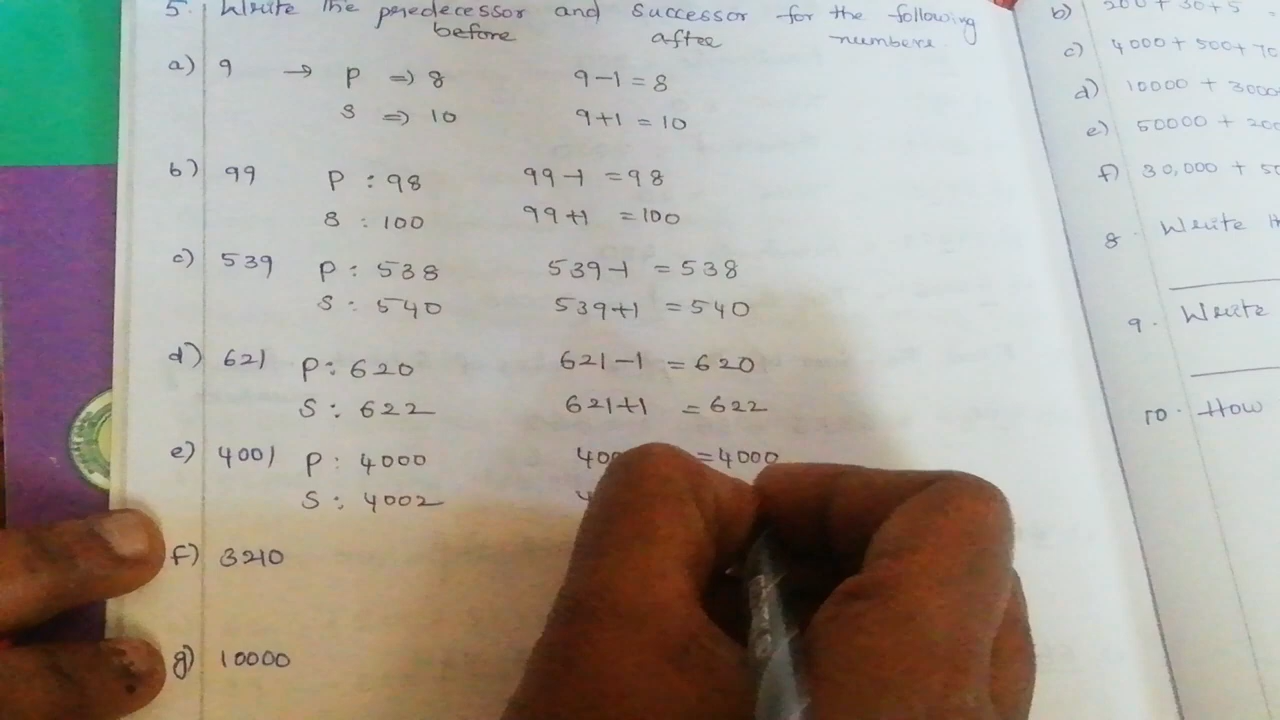 5. Write the predecessor and successor for the following
before after numbers.
a) 9 → P ⇒ 8 9-1=8
S ⇒ 10 9+1=10
b) 99 P : 98 99-1 =98
S : 100 99+1 =100
c) 539 P : 538 539-1 =538
S : 540 539+1 =540
d) 621 P : 620 621-1 =620
S : 622 621+1 =622
e) 4001 P : 4000 400 =4000
S : 4002 4
f) 3210
g) 10000
b) 200 + 30+5 =
c) 4000 + 500+70
d) 10000 + 3000+
e) 50000 + 200
f) 30,000 + 50
8. Write
9. Write
10. How